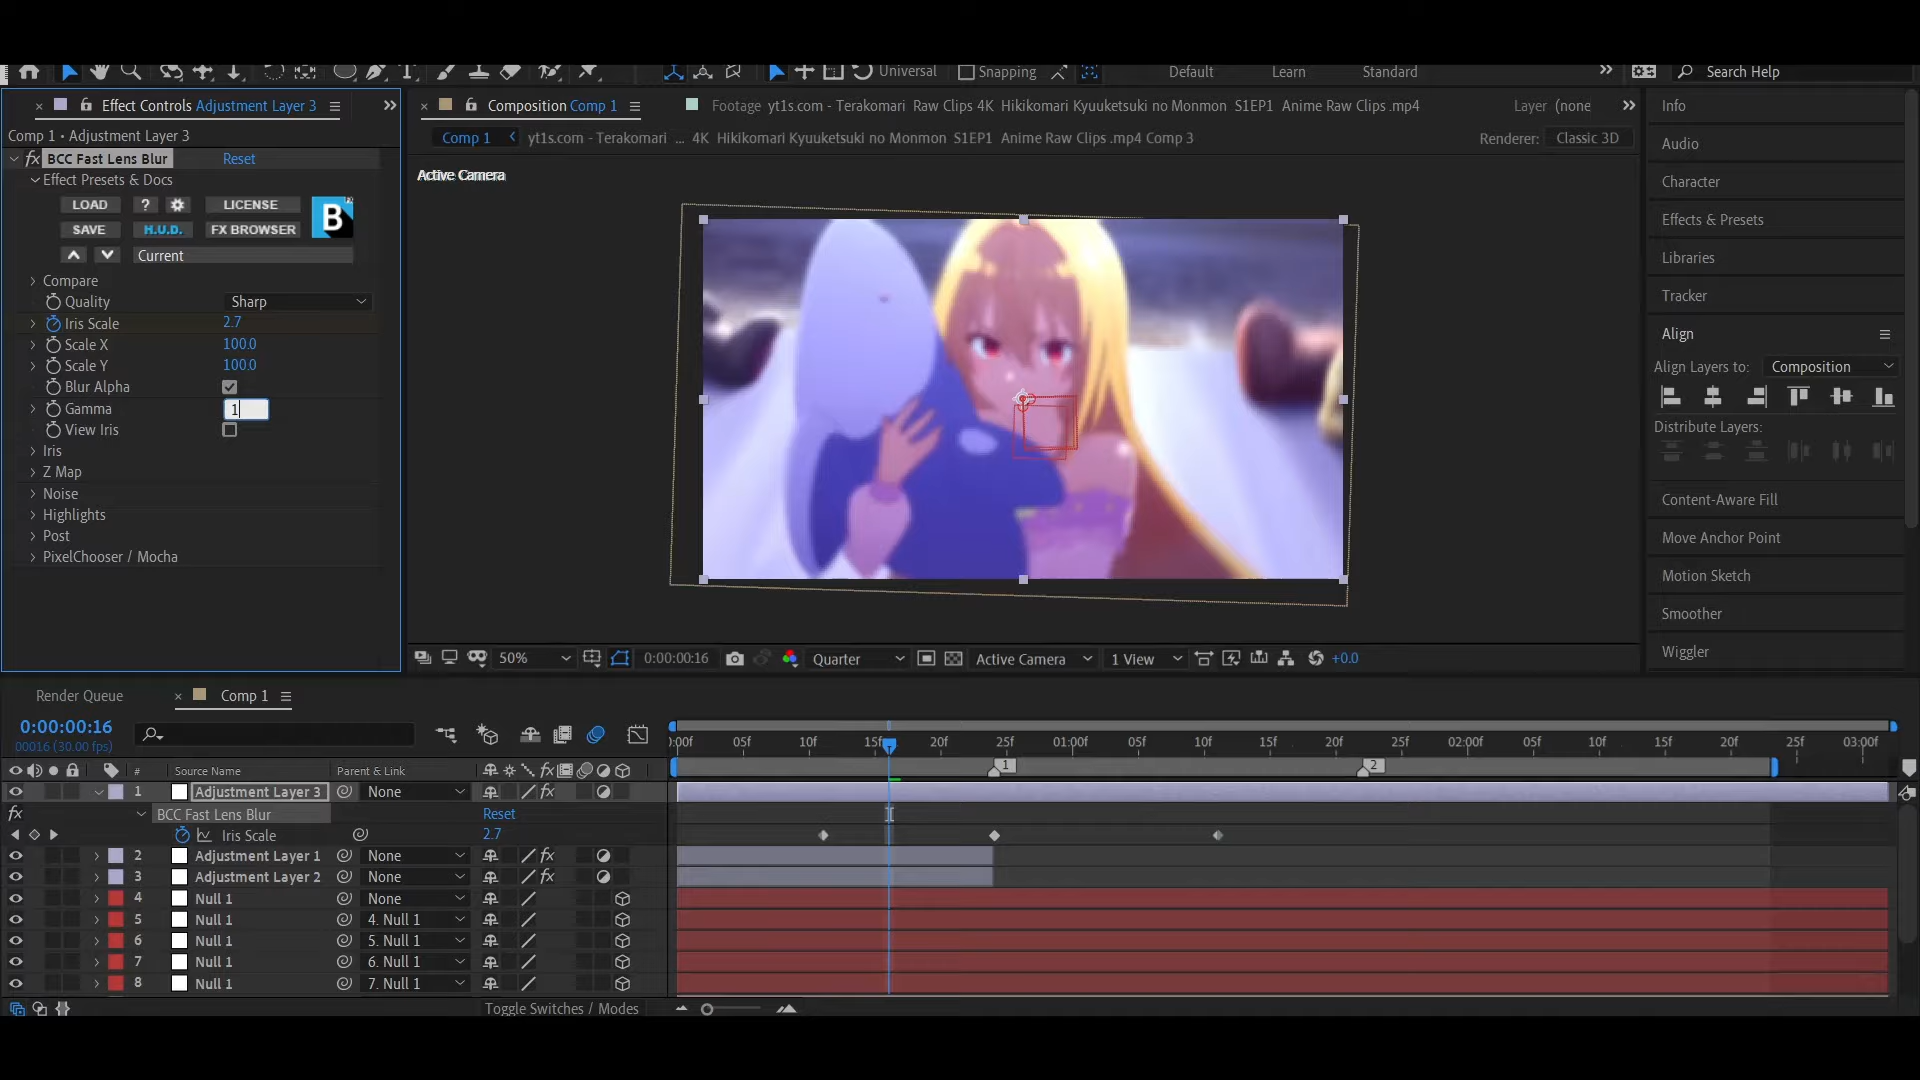 Universal
Snapping
Default
Learn
Standard
Search Help
Effect Controls Adjustment Layer 3
Composition Comp 1
Footage yt1s.com - Terakomari Raw Clips 4K Hikikomari Kyuuketsuki no Monmon S1EP1 Anime Raw Clips .mp4
Layer (none
Info
Comp 1 • Adjustment Layer 3
Comp 1
yt1s.com - Terakomari ... 4K Hikikomari Kyuuketsuki no Monmon S1EP1 Anime Raw Clips .mp4 Comp 3
Renderer: Classic 3D
Audio
fx BCC Fast Lens Blur Reset
Active Camera
Effect Presets & Docs
Character
LOAD ? LICENSE
SAVE H.U.D. FX BROWSER
B
FX
Effects & Presets
Current
Libraries
Compare
Quality Sharp
Tracker
Iris Scale 2.7
Scale X 100.0
Align
Scale Y 100.0
Align Layers to: Composition
Blur Alpha
Gamma 1
View Iris
Distribute Layers:
Iris
Z Map
Noise
Content-Aware Fill
Highlights
Post
Move Anchor Point
PixelChooser / Mocha
Motion Sketch
Smoother
50%
0:00:00:16
Quarter
Active Camera
1 View
+0.0
Wiggler
Render Queue
Comp 1
0:00:00:16
00016 (30.00 fps)
:00f 05f 10f 15f 20f 25f 01:00f 05f 10f 15f 20f 02:00f 05f 10f 15f 20f 25f 03:00f
1
2
# Source Name Parent & Link fx
1 Adjustment Layer 3 None fx
fx BCC Fast Lens Blur Reset
Iris Scale 2.7
2 Adjustment Layer 1 None fx
3 Adjustment Layer 2 None fx
4 Null 1 None
5 Null 1 4. Null 1
6 Null 1 5. Null 1
7 Null 1 6. Null 1
8 Null 1 7. Null 1
Toggle Switches / Modes